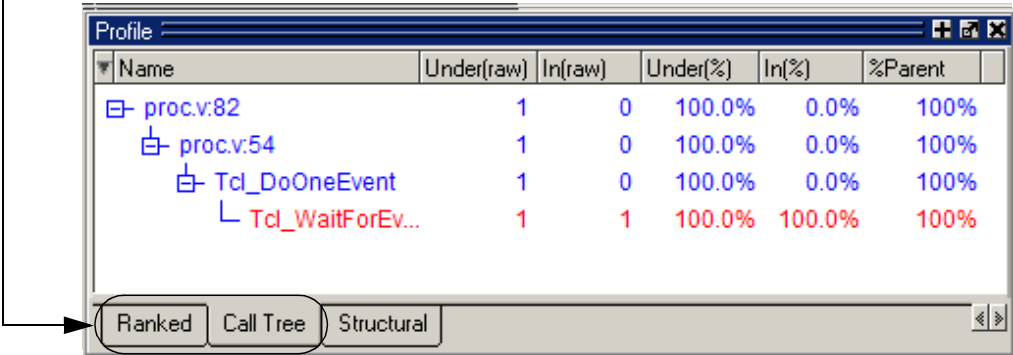 Profile
Name Under(raw) In(raw) Under(%) In(%) %Parent
proc.v:82 1 0 100.0% 0.0% 100%
proc.v:54 1 0 100.0% 0.0% 100%
Tcl_DoOneEvent 1 0 100.0% 0.0% 100%
Tcl_WaitForEv... 1 1 100.0% 100.0% 100%
Ranked Call Tree Structural